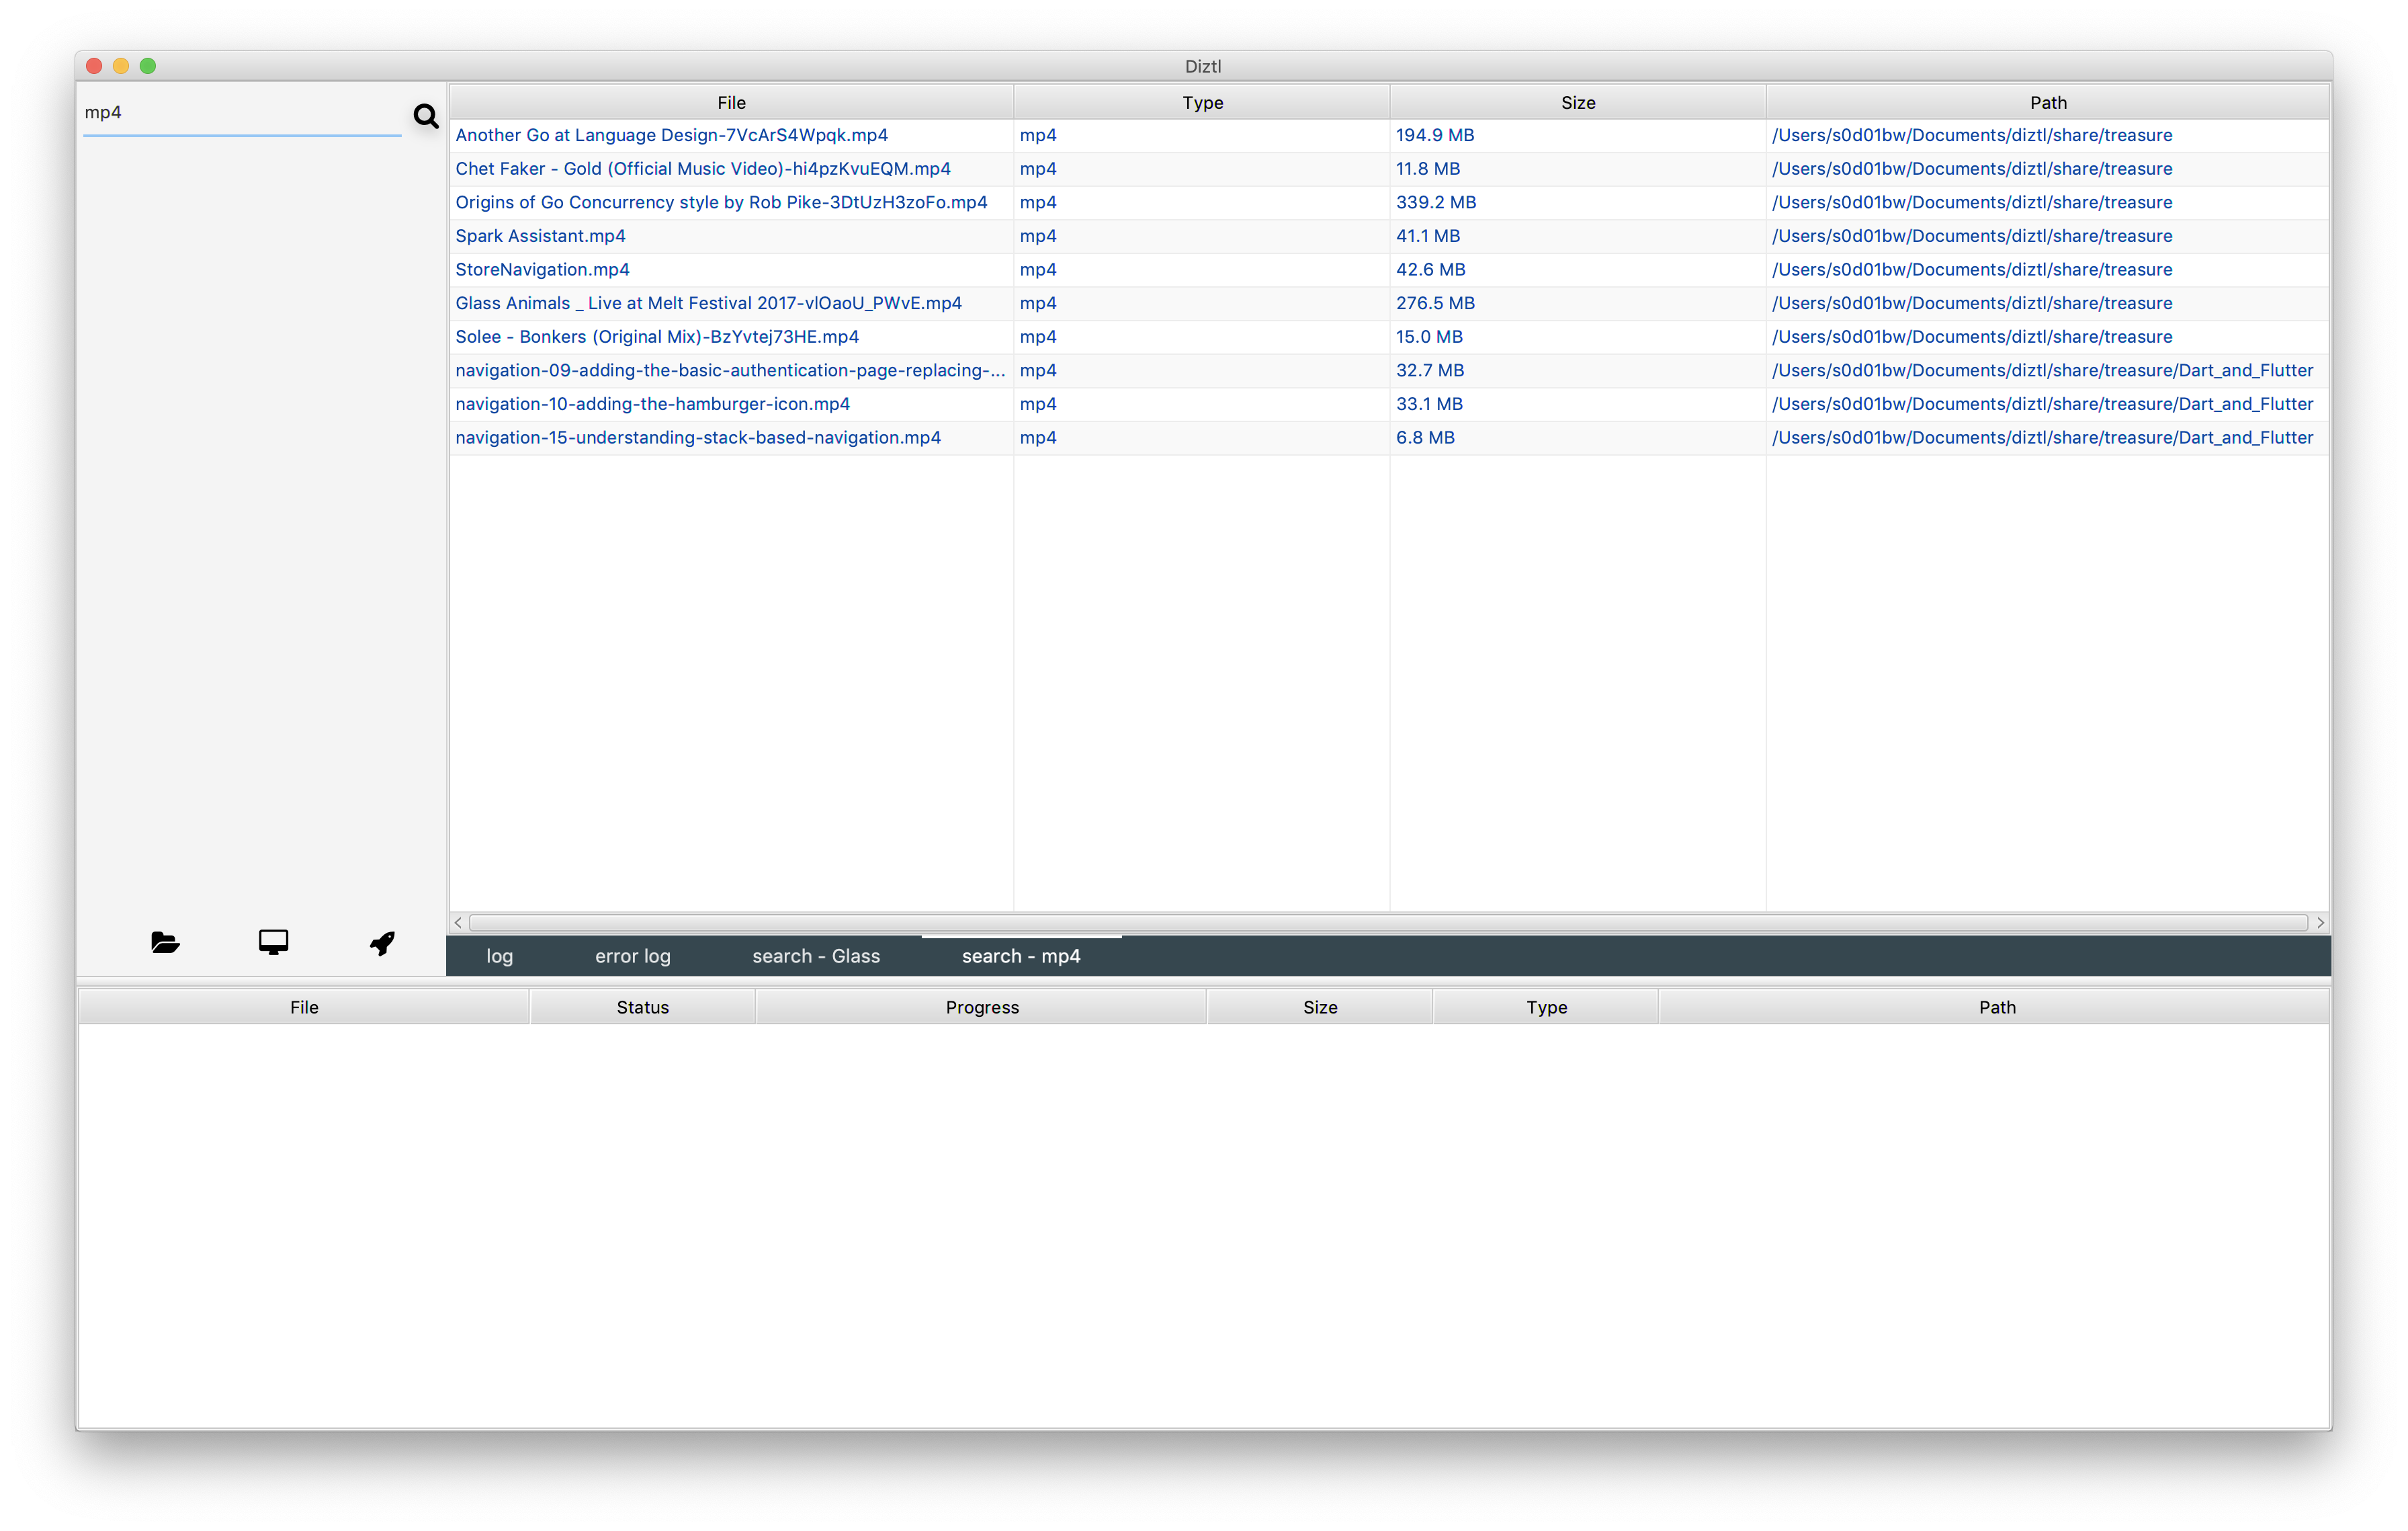 Diztl
mp4
File Type Size Path
Another Go at Language Design-7VcArS4Wpqk.mp4 mp4 194.9 MB /Users/s0d01bw/Documents/diztl/share/treasure
Chet Faker - Gold (Official Music Video)-hi4pzKvuEQM.mp4 mp4 11.8 MB /Users/s0d01bw/Documents/diztl/share/treasure
Origins of Go Concurrency style by Rob Pike-3DtUzH3zoFo.mp4 mp4 339.2 MB /Users/s0d01bw/Documents/diztl/share/treasure
Spark Assistant.mp4 mp4 41.1 MB /Users/s0d01bw/Documents/diztl/share/treasure
StoreNavigation.mp4 mp4 42.6 MB /Users/s0d01bw/Documents/diztl/share/treasure
Glass Animals _ Live at Melt Festival 2017-vlOaoU_PWvE.mp4 mp4 276.5 MB /Users/s0d01bw/Documents/diztl/share/treasure
Solee - Bonkers (Original Mix)-BzYvtej73HE.mp4 mp4 15.0 MB /Users/s0d01bw/Documents/diztl/share/treasure
navigation-09-adding-the-basic-authentication-page-replacing-... mp4 32.7 MB /Users/s0d01bw/Documents/diztl/share/treasure/Dart_and_Flutter
navigation-10-adding-the-hamburger-icon.mp4 mp4 33.1 MB /Users/s0d01bw/Documents/diztl/share/treasure/Dart_and_Flutter
navigation-15-understanding-stack-based-navigation.mp4 mp4 6.8 MB /Users/s0d01bw/Documents/diztl/share/treasure/Dart_and_Flutter
log error log search - Glass search - mp4
File Status Progress Size Type Path